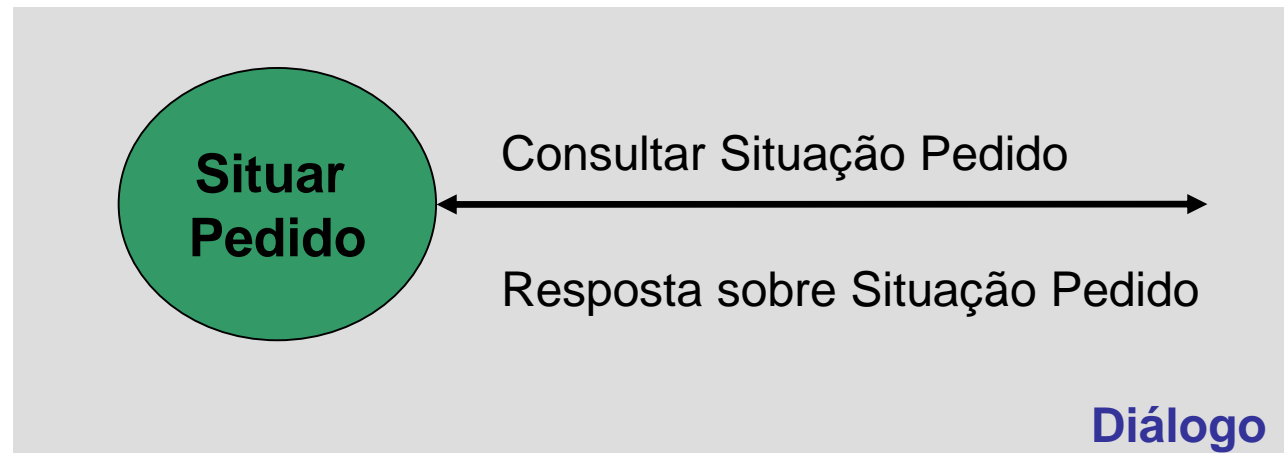 Situar
Pedido
Consultar Situação Pedido
Resposta sobre Situação Pedido
Diálogo